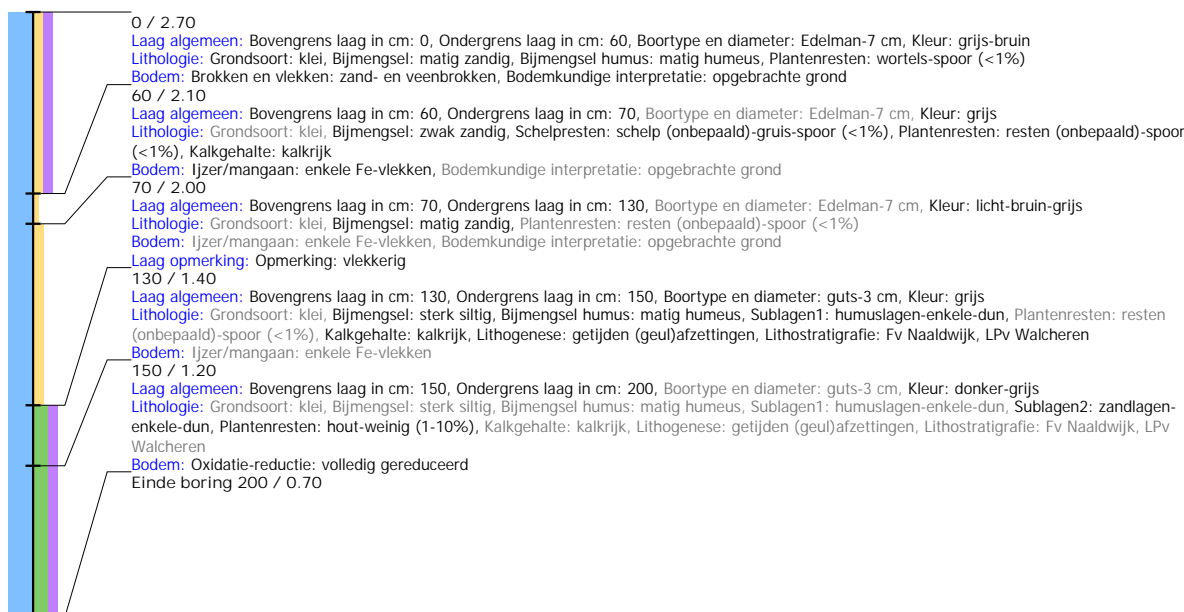 0 / 2.70
Laag algemeen: Bovengrens laag in cm: 0, Ondergrens laag in cm: 60, Boortype en diameter: Edelman-7 cm, Kleur: grijs-bruin
Lithologie: Grondsoort: klei, Bijmengsel: matig zandig, Bijmengsel humus: matig humeus, Plantenresten: wortels-spoor (<1%)
Bodem: Brokken en vlekken: zand- en veenbrokken, Bodemkundige interpretatie: opgebrachte grond
60 / 2.10
Laag algemeen: Bovengrens laag in cm: 60, Ondergrens laag in cm: 70, Boortype en diameter: Edelman-7 cm, Kleur: grijs
Lithologie: Grondsoort: klei, Bijmengsel: zwak zandig, Schelpresten: schelp (onbepaald)-gruis-spoor (<1%), Plantenresten: resten (onbepaald)-spoor
(<1%), Kalkgehalte: kalkrijk
Bodem: Ijzer/mangaan: enkele Fe-vlekken, Bodemkundige interpretatie: opgebrachte grond
70 / 2.00
Laag algemeen: Bovengrens laag in cm: 70, Ondergrens laag in cm: 130, Boortype en diameter: Edelman-7 cm, Kleur: licht-bruin-grijs
Lithologie: Grondsoort: klei, Bijmengsel: matig zandig, Plantenresten: resten (onbepaald)-spoor (<1%)
Bodem: Ijzer/mangaan: enkele Fe-vlekken, Bodemkundige interpretatie: opgebrachte grond
Laag opmerking: Opmerking: vlekkerig
130 / 1.40
Laag algemeen: Bovengrens laag in cm: 130, Ondergrens laag in cm: 150, Boortype en diameter: guts-3 cm, Kleur: grijs
Lithologie: Grondsoort: klei, Bijmengsel: sterk siltig, Bijmengsel humus: matig humeus, Sublagen1: humuslagen-enkele-dun, Plantenresten: resten
(onbepaald)-spoor (<1%), Kalkgehalte: kalkrijk, Lithogenese: getijden (geul)afzettingen, Lithostratigrafie: Fv Naaldwijk, LPv Walcheren
Bodem: Ijzer/mangaan: enkele Fe-vlekken
150 / 1.20
Laag algemeen: Bovengrens laag in cm: 150, Ondergrens laag in cm: 200, Boortype en diameter: guts-3 cm, Kleur: donker-grijs
Lithologie: Grondsoort: klei, Bijmengsel: sterk siltig, Bijmengsel humus: matig humeus, Sublagen1: humuslagen-enkele-dun, Sublagen2: zandlagen-
enkele-dun, Plantenresten: hout-weinig (1-10%), Kalkgehalte: kalkrijk, Lithogenese: getijden (geul)afzettingen, Lithostratigrafie: Fv Naaldwijk, LPv
Walcheren
Bodem: Oxidatie-reductie: volledig gereduceerd
Einde boring 200 / 0.70